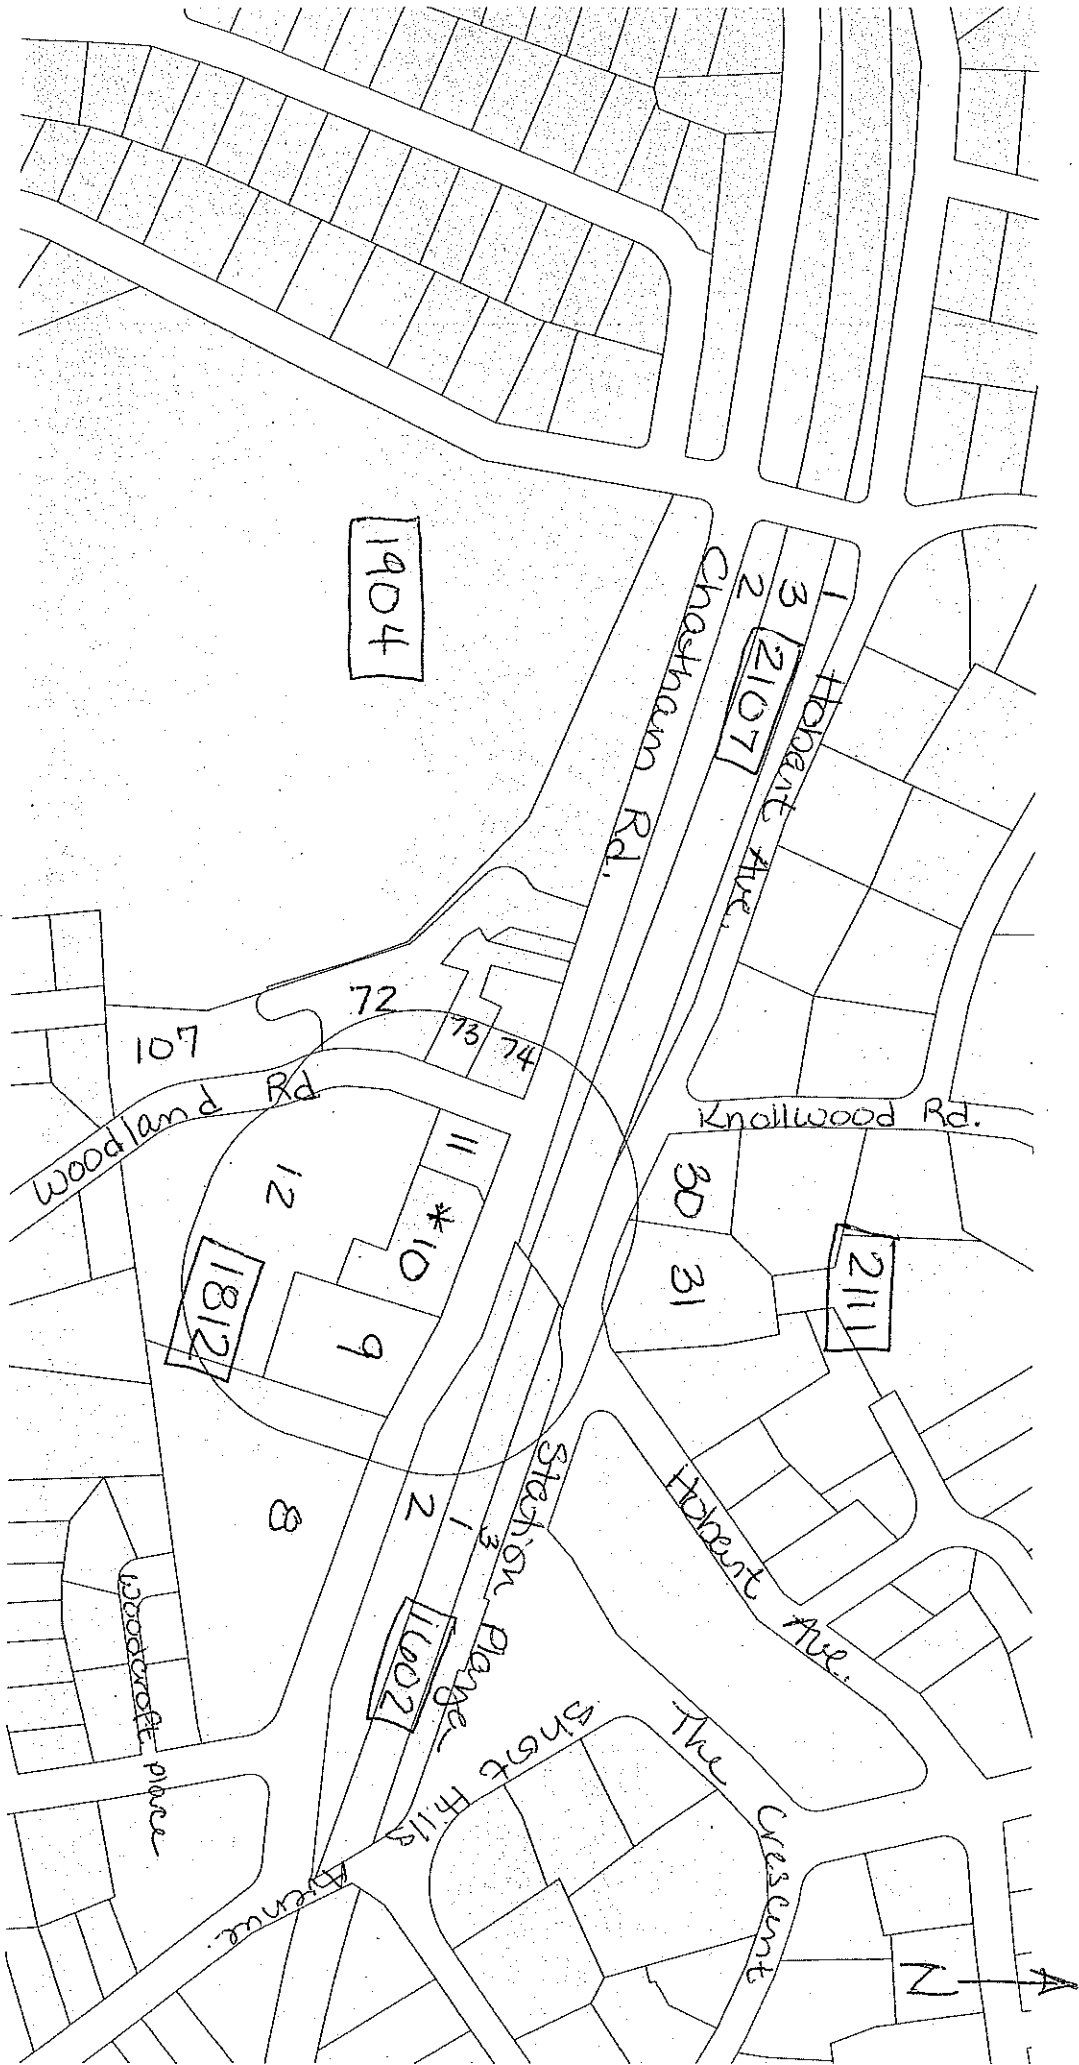 1904
Chatham Rd.
1
3
2
2107
Hobart Ave.
72
73
74
107
Woodland Rd
Knollwood Rd.
30
31
2111
11
*10
12
9
1812
8
Hobart Ave.
Station Plaza
2
1
3
1602
Short Hills Avenue.
The Crescent
Woodcroft place
N